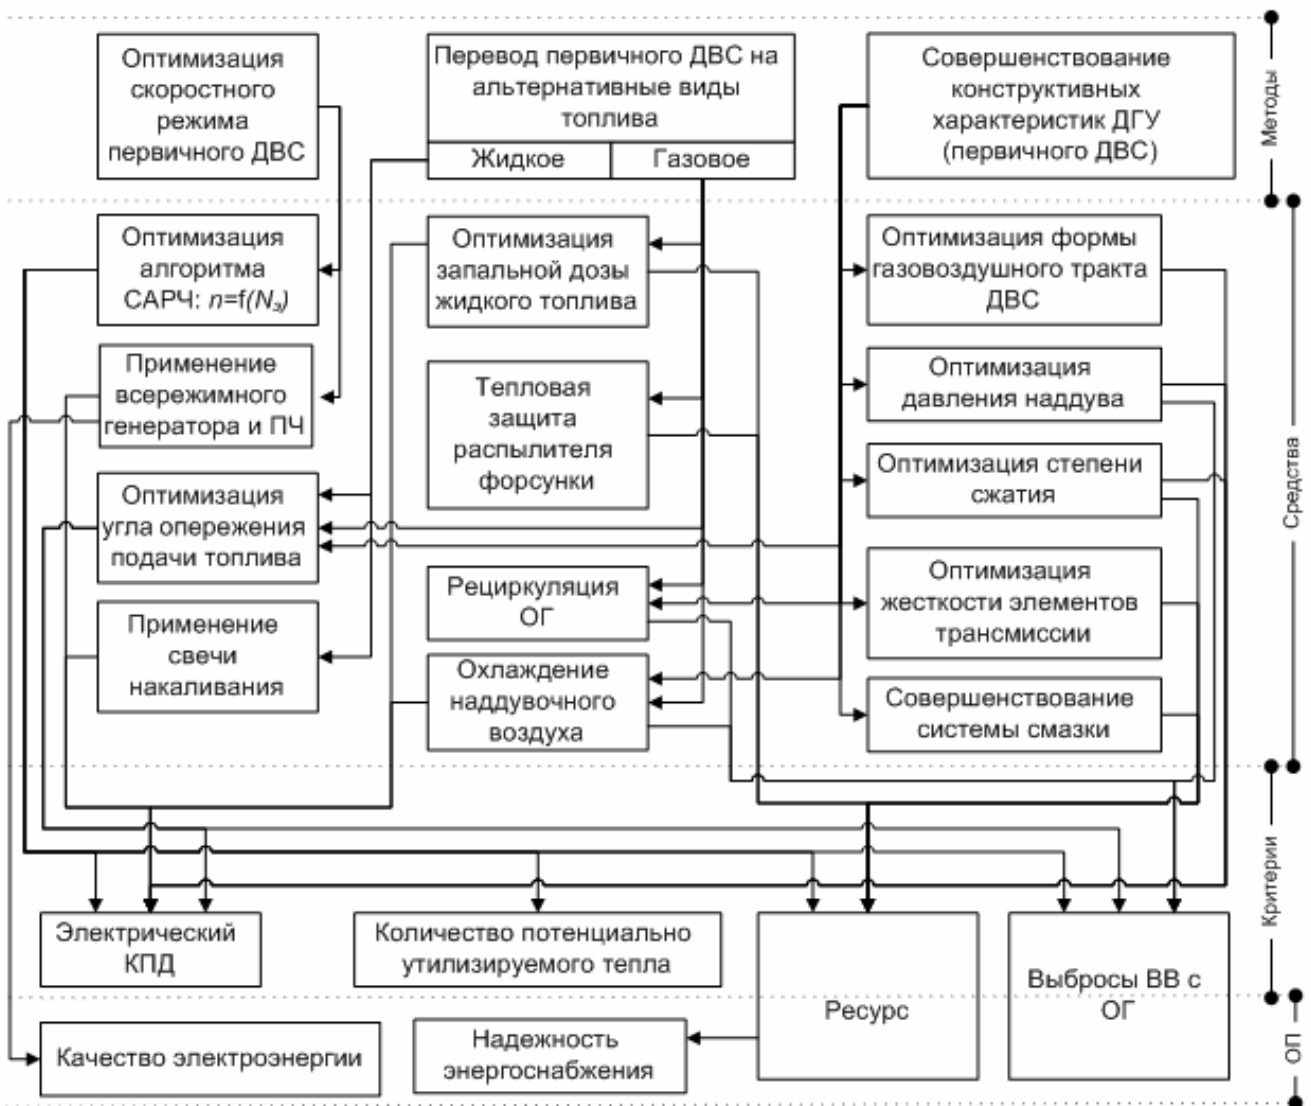 Оптимизация
скоростного
режима
первичного ДВС
Перевод первичного ДВС на
альтернативные виды
топлива
Жидкое
Газовое
Совершенствование
конструктивных
характеристик ДГУ
(первичного ДВС)
Методы
Оптимизация
алгоритма
САРЧ: n=f(Nэ)
Применение
всережимного
генератора и ПЧ
Оптимизация
угла опережения
подачи топлива
Применение
свечи
накаливания
Оптимизация
запальной дозы
жидкого топлива
Тепловая
защита
распылителя
форсунки
Рециркуляция
ОГ
Охлаждение
наддувочного
воздуха
Оптимизация формы
газовоздушного тракта
ДВС
Оптимизация
давления наддува
Оптимизация степени
сжатия
Оптимизация
жесткости элементов
трансмиссии
Совершенствование
системы смазки
Средства
Электрический
КПД
Количество потенциально
утилизируемого тепла
Ресурс
Выбросы ВВ с
ОГ
Критерии
Качество электроэнергии
Надежность
энергоснабжения
ОП